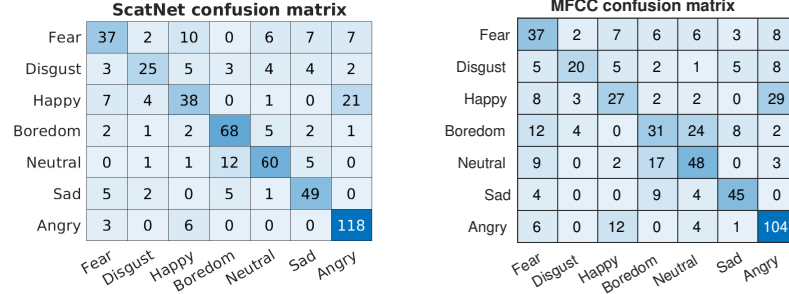 ScatNet confusion matrix
Fear 37 2 10 0 6 7 7
Disgust 3 25 5 3 4 4 2
Happy 7 4 38 0 1 0 21
Boredom 2 1 2 68 5 2 1
Neutral 0 1 1 12 60 5 0
Sad 5 2 0 5 1 49 0
Angry 3 0 6 0 0 0 118
Fear Disgust Happy Boredom Neutral Sad Angry
MFCC confusion matrix
Fear 37 2 7 6 6 3 8
Disgust 5 20 5 2 1 5 8
Happy 8 3 27 2 2 0 29
Boredom 12 4 0 31 24 8 2
Neutral 9 0 2 17 48 0 3
Sad 4 0 0 9 4 45 0
Angry 6 0 12 0 4 1 104
Fear Disgust Happy Boredom Neutral Sad Angry